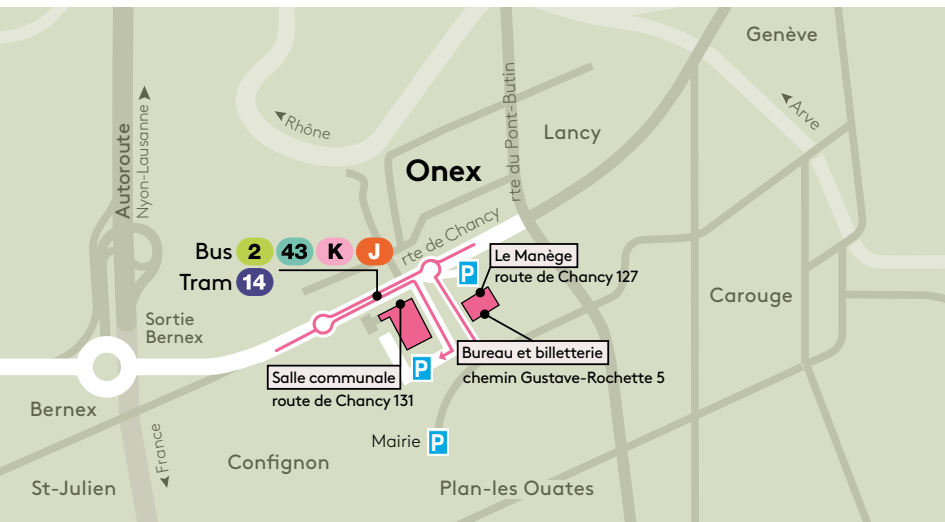 Genève
Arve
Rhône
rte du Pont-Butin
Lancy
Autoroute
Nyon-Lausanne
Onex
rte de Chancy
Bus 2 43 K J
Tram 14
P
Le Manège
route de Chancy 127
Carouge
Sortie
Bernex
Bureau et billetterie
chemin Gustave-Rochette 5
P
Salle communale
route de Chancy 131
Bernex
Mairie P
France
Confignon
St-Julien
Plan-les Ouates